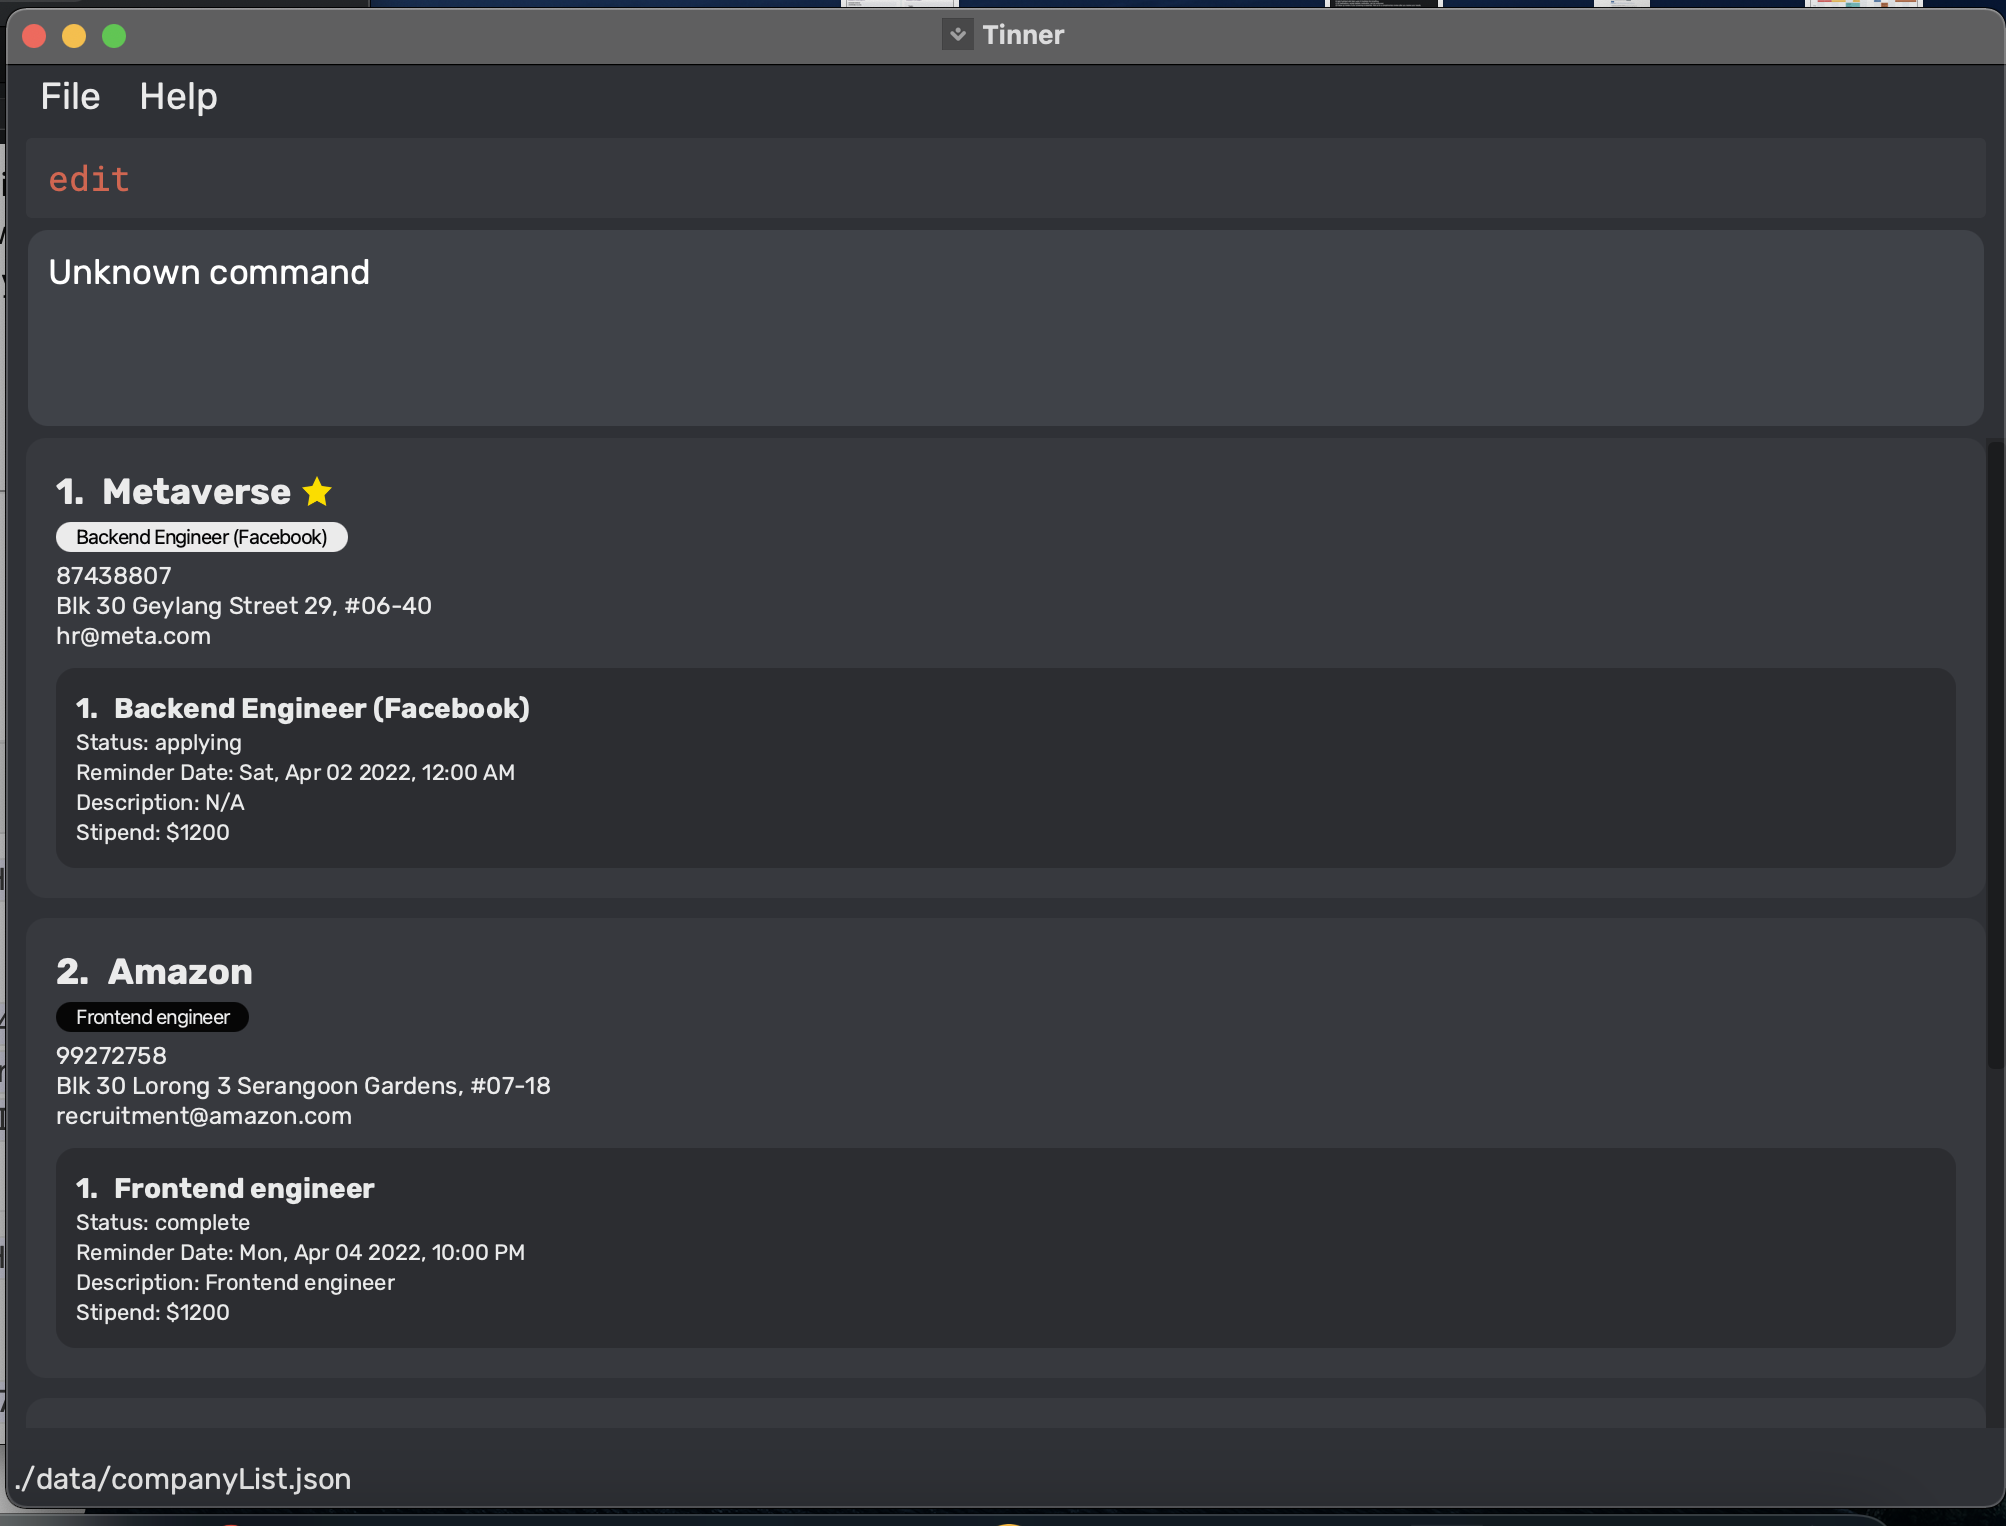 Tinner
File Help
edit
Unknown command
1. Metaverse
Backend Engineer (Facebook)
87438807
Blk 30 Geylang Street 29, #06-40
hr@meta.com
1. Backend Engineer (Facebook)
Status: applying
Reminder Date: Sat, Apr 02 2022, 12:00 AM
Description: N/A
Stipend: $1200
2. Amazon
Frontend engineer
99272758
Blk 30 Lorong 3 Serangoon Gardens, #07-18
recruitment@amazon.com
1. Frontend engineer
Status: complete
Reminder Date: Mon, Apr 04 2022, 10:00 PM
Description: Frontend engineer
Stipend: $1200
./data/companyList.json